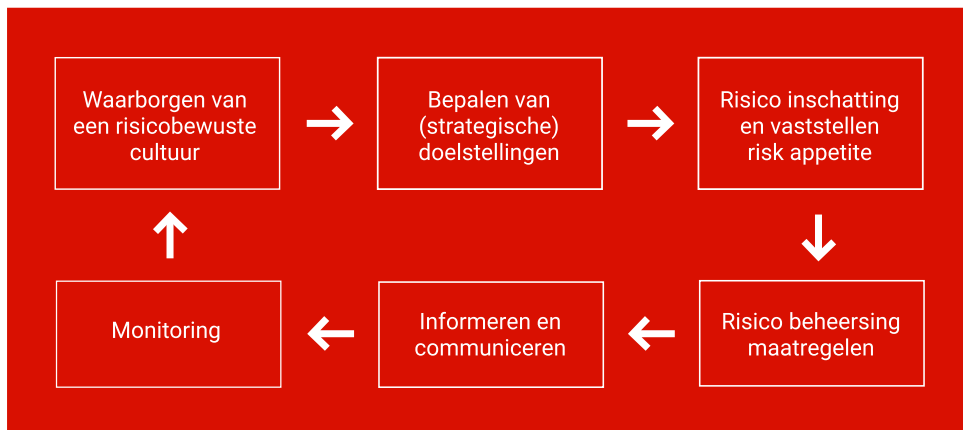 Waarborgen van
een risicobewuste
cultuur
Bepalen van
(strategische)
doelstellingen
Risico inschatting
en vaststellen
risk appetite
Monitoring
Informeren en
communiceren
Risico beheersing
maatregelen